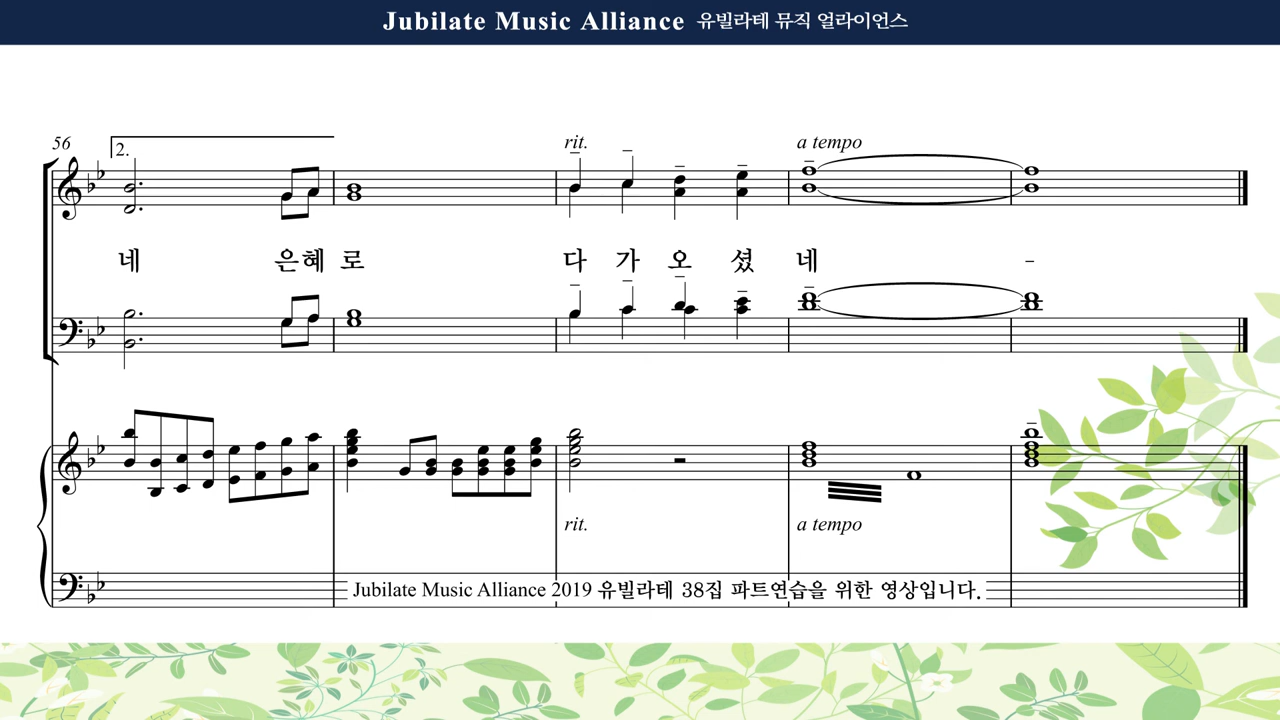 Jubilate Music Alliance 유빌라테 뮤직 얼라이언스
56
2.
rit.
a tempo
네 은혜 로 다 가 오 셨 네 -
rit.
a tempo
Jubilate Music Alliance 2019 유빌라테 38집 파트연습을 위한 영상입니다.